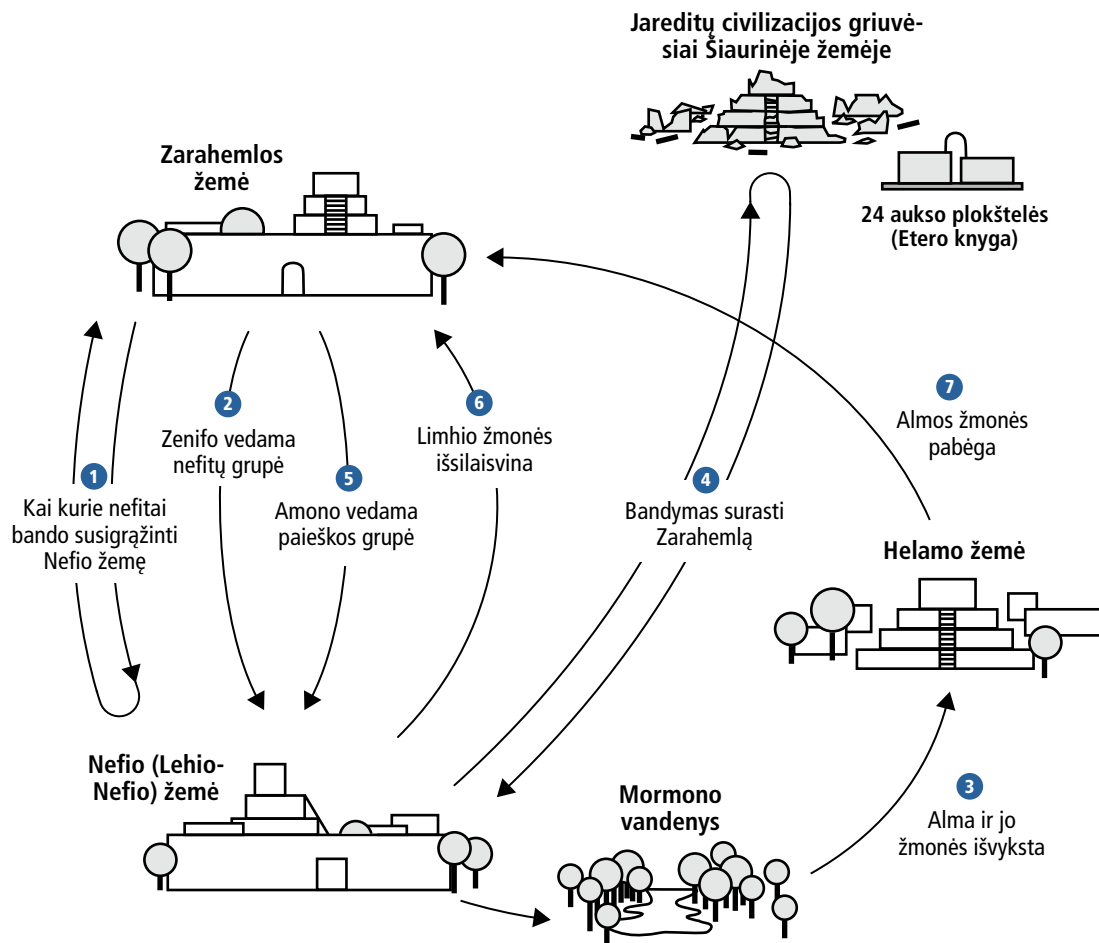 Jareditų civilizacijos griuvė-
siai Šiaurinėje žemėje
Zarahemlos
žemė
24 aukso plokštelės
(Etero knyga)
1
Kai kurie nefitai
bando susigrąžinti
Nefio žemę
2
Zenifo vedama
nefitų grupė
5
Amono vedama
paieškos grupė
6
Limhio žmonės
išsilaisvina
4
Bandymas surasti
Zarahemlą
7
Almos žmonės
pabėga
Helamo žemė
Nefio (Lehio-
Nefio) žemė
Mormono
vandenys
3
Alma ir jo
žmonės išvyksta